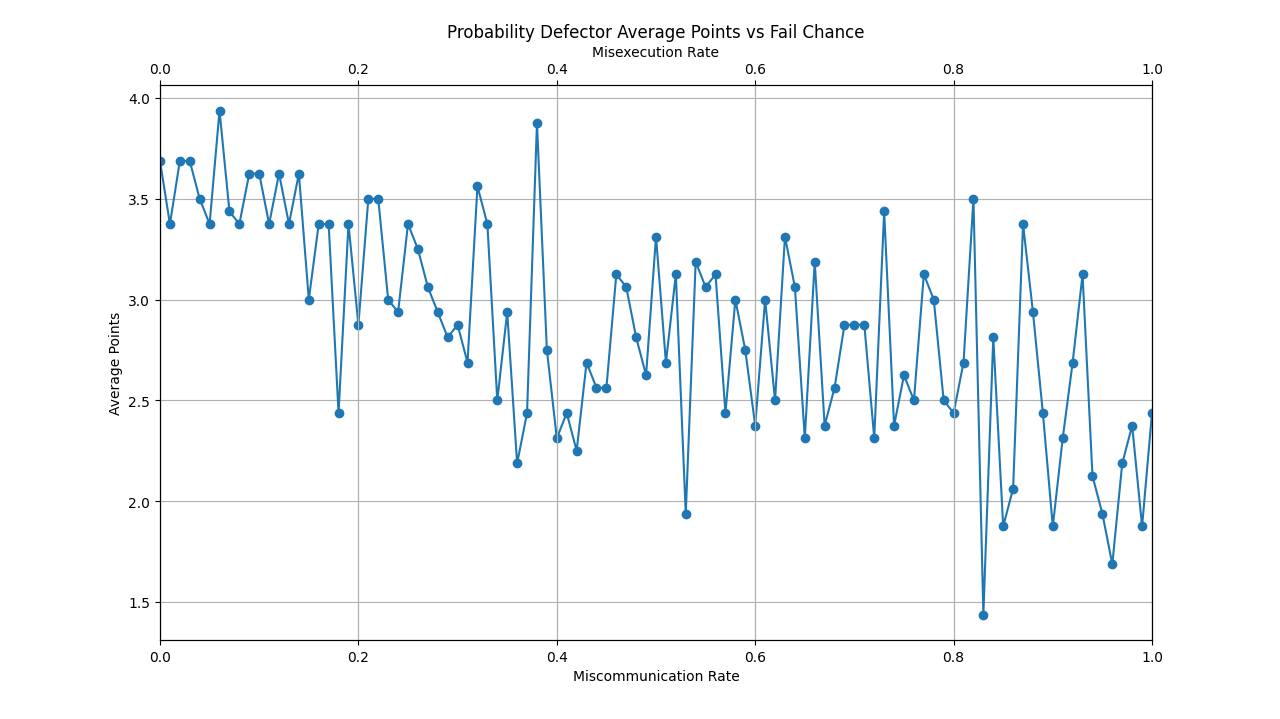 Probability Defector Average Points vs Fail Chance
Misexecution Rate
0.0 0.2 0.4 0.6 0.8 1.0
4.0
3.5
3.0
2.5
2.0
1.5
Average Points
0.0 0.2 0.4 0.6 0.8 1.0
Miscommunication Rate